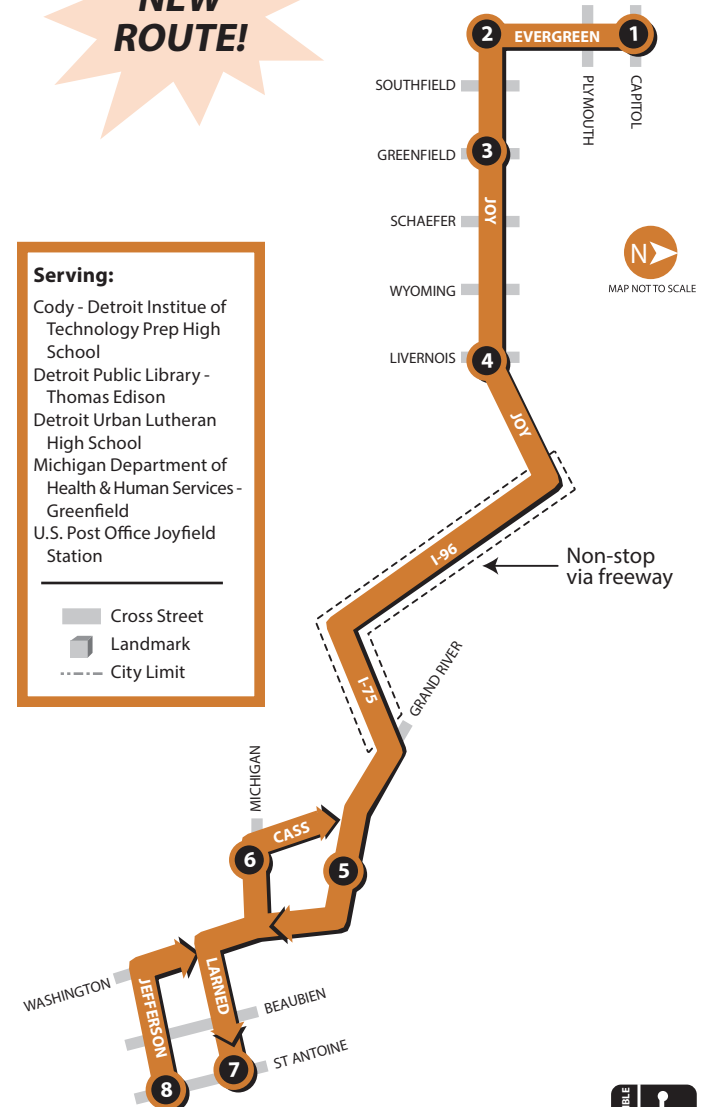 NEW
ROUTE!
2
EVERGREEN
1
SOUTHFIELD
PLYMOUTH
CAPITOL
GREENFIELD
3
JOY
SCHAEFER
N
MAP NOT TO SCALE
WYOMING
LIVERNOIS
4
JOY
Serving:
Cody - Detroit Institue of
Technology Prep High
School
Detroit Public Library -
Thomas Edison
Detroit Urban Lutheran
High School
Michigan Department of
Health & Human Services -
Greenfield
U.S. Post Office Joyfield
Station
Cross Street
Landmark
City Limit
I-96
Non-stop
via freeway
I-75
GRAND RIVER
MICHIGAN
CASS
6
5
WASHINGTON
JEFFERSON
LARNED
BEAUBIEN
ST ANTOINE
7
8